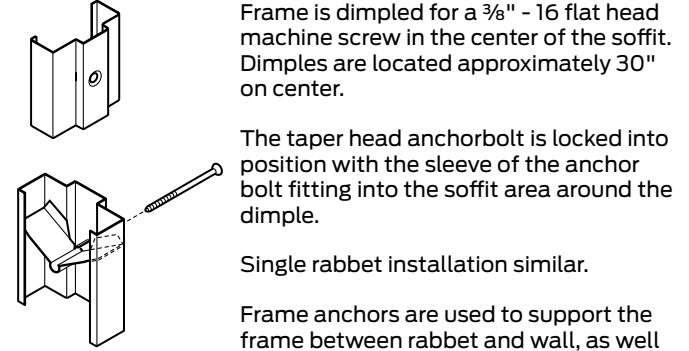 Frame is dimpled for a ⅜" - 16 flat head
machine screw in the center of the soffit.
Dimples are located approximately 30"
on center.
The taper head anchorbolt is locked into
position with the sleeve of the anchor
bolt fitting into the soffit area around the
dimple.
Single rabbet installation similar.
Frame anchors are used to support the
frame between rabbet and wall, as well